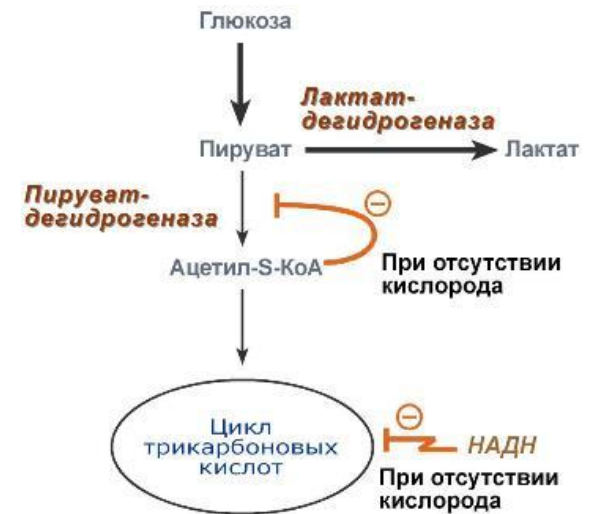 Глюкоза
Лактат-
дегидрогеназа
Пируват
Лактат
Пируват-
дегидрогеназа
Ацетил-S-КоА
При отсутствии
кислорода
Цикл
трикарбоновых
кислот
НАДН
При отсутствии
кислорода